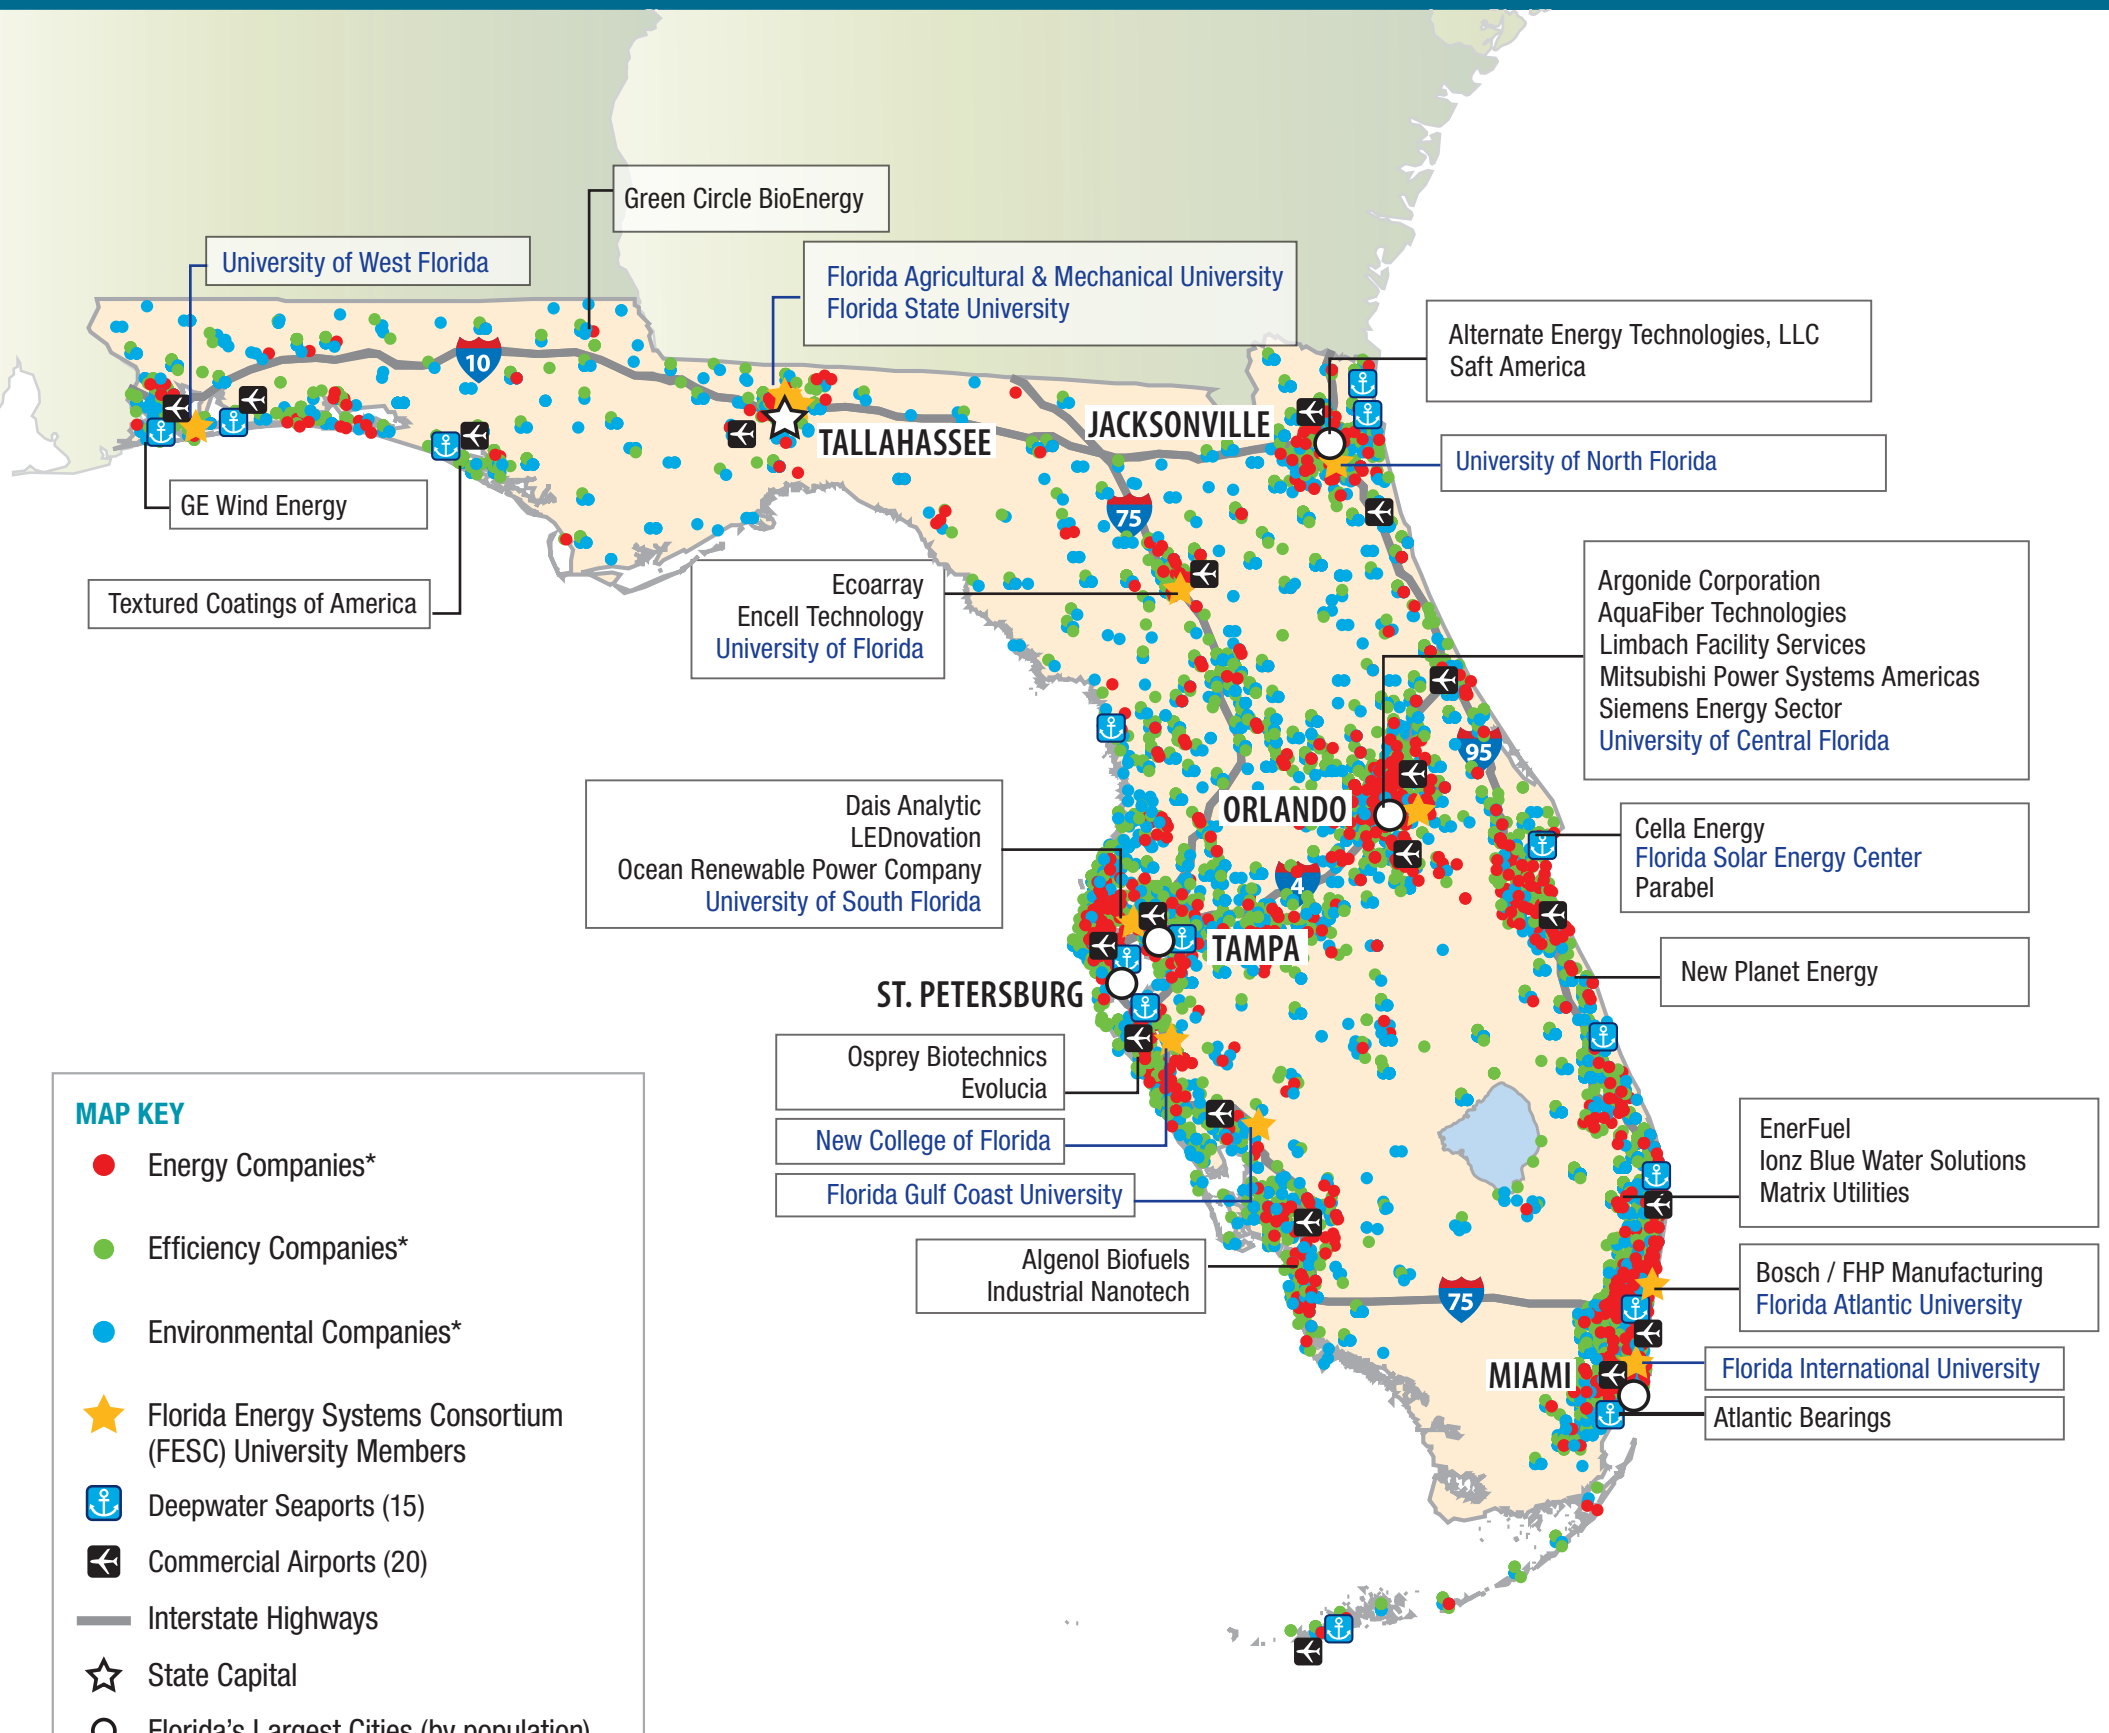 Green Circle BioEnergy
University of West Florida
Florida Agricultural & Mechanical University
Florida State University
Alternate Energy Technologies, LLC
Saft America
10
JACKSONVILLE
TALLAHASSEE
University of North Florida
GE Wind Energy
75
Textured Coatings of America
Ecoarray
Encell Technology
University of Florida
Argonide Corporation
AquaFiber Technologies
Limbach Facility Services
Mitsubishi Power Systems Americas
Siemens Energy Sector
University of Central Florida
95
Dais Analytic
LEDnovation
Ocean Renewable Power Company
University of South Florida
ORLANDO
Cella Energy
Florida Solar Energy Center
Parabel
4
TAMPA
New Planet Energy
ST. PETERSBURG
Osprey Biotechnics
Evolucia
New College of Florida
Florida Gulf Coast University
EnerFuel
Ionz Blue Water Solutions
Matrix Utilities
Algenol Biofuels
Industrial Nanotech
75
Bosch / FHP Manufacturing
Florida Atlantic University
MIAMI
Florida International University
Atlantic Bearings
MAP KEY
Energy Companies*
Efficiency Companies*
Environmental Companies*
Florida Energy Systems Consortium
(FESC) University Members
Deepwater Seaports (15)
Commercial Airports (20)
Interstate Highways
State Capital
Florida's Largest Cities (by population)